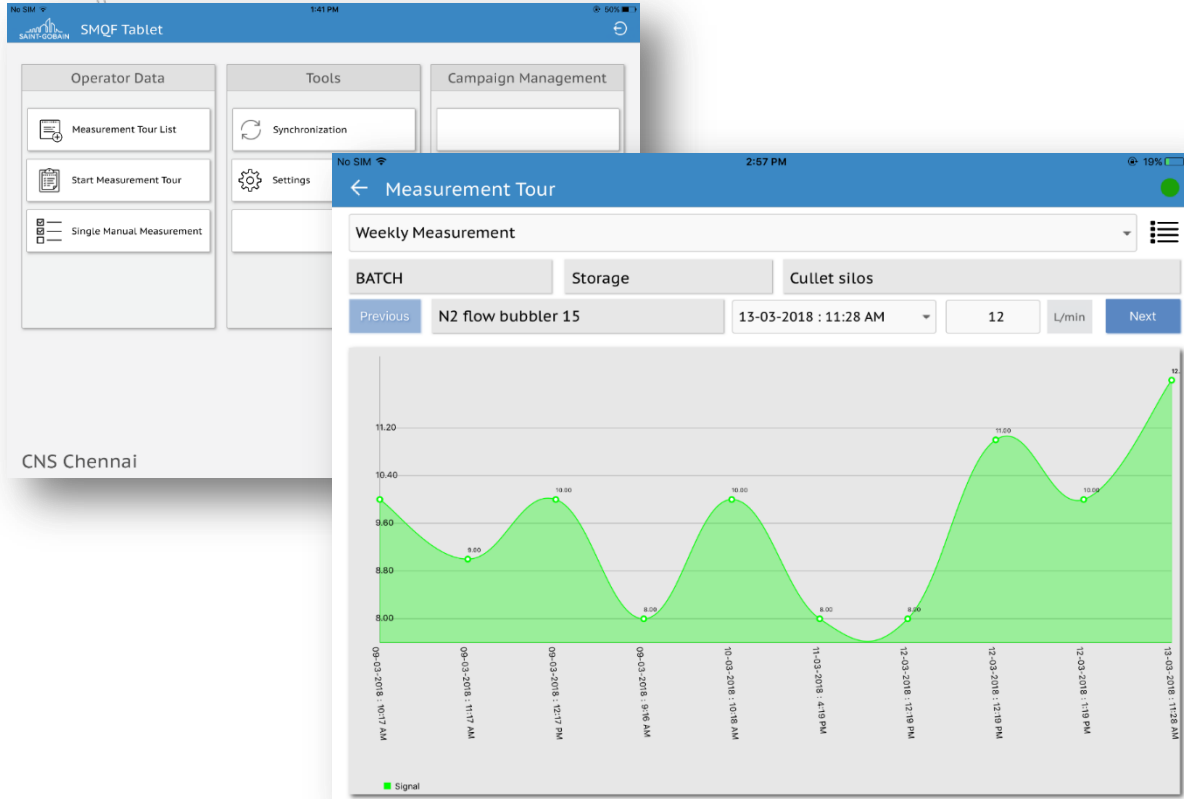 No SIM 1:41 PM 50%
SAINT-GOBAIN SMQF Tablet
Operator Data Tools Campaign Management
Measurement Tour List Synchronization
Start Measurement Tour Settings
Single Manual Measurement
CNS Chennai
No SIM 2:57 PM 19%
Measurement Tour
Weekly Measurement
BATCH Storage Cullet silos
Previous N2 flow bubbler 15 13-03-2018 : 11:28 AM 12 L/min Next
12.
11.20 11.00
10.40
10.00 10.00 10.00
9.60
9.00
8.80
8.00 8.00 8.00 8.00
09-03-2018 : 10:17 AM
09-03-2018 : 11:17 AM
09-03-2018 : 12:17 PM
09-03-2018 : 9:16 AM
10-03-2018 : 10:18 AM
11-03-2018 : 4:19 PM
12-03-2018 : 12:19 PM
12-03-2018 : 12:19 PM
12-03-2018 : 1:19 PM
13-03-2018 : 11:28 AM
Signal